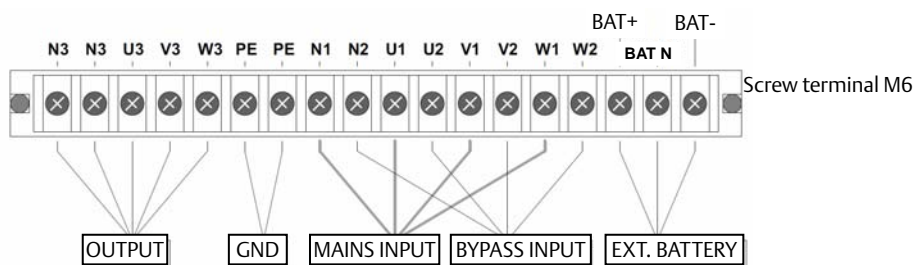 BAT+ BAT-
N3 N3 U3 V3 W3 PE PE N1 N2 U1 U2 V1 V2 W1 W2 BAT N
Screw terminal M6
OUTPUT GND MAINS INPUT BYPASS INPUT EXT. BATTERY